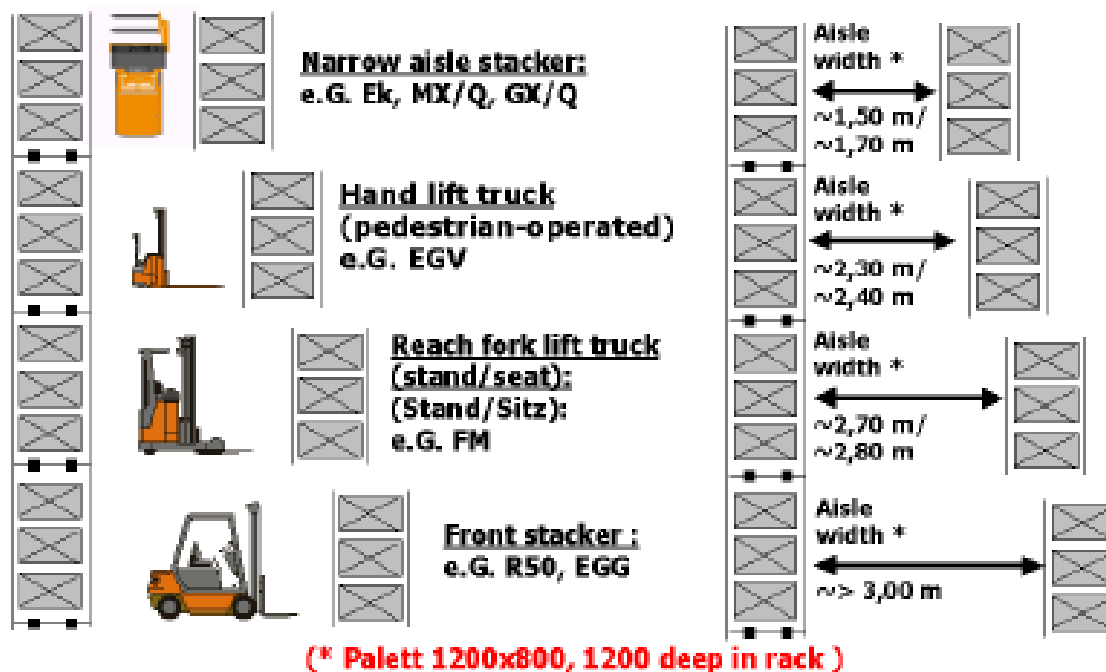 Narrow aisle stacker:
e.G. Ek, MX/Q, GX/Q
Aisle
width *
~1,50 m/
~1,70 m
Hand lift truck
(pedestrian-operated)
e.G. EGV
Aisle
width *
~2,30 m/
~2,40 m
Reach fork lift truck
(stand/seat):
(Stand/Sitz):
e.G. FM
Aisle
width *
~2,70 m/
~2,80 m
Front stacker :
e.G. R50, EGG
Aisle
width *
~> 3,00 m
(* Palett 1200x800, 1200 deep in rack )